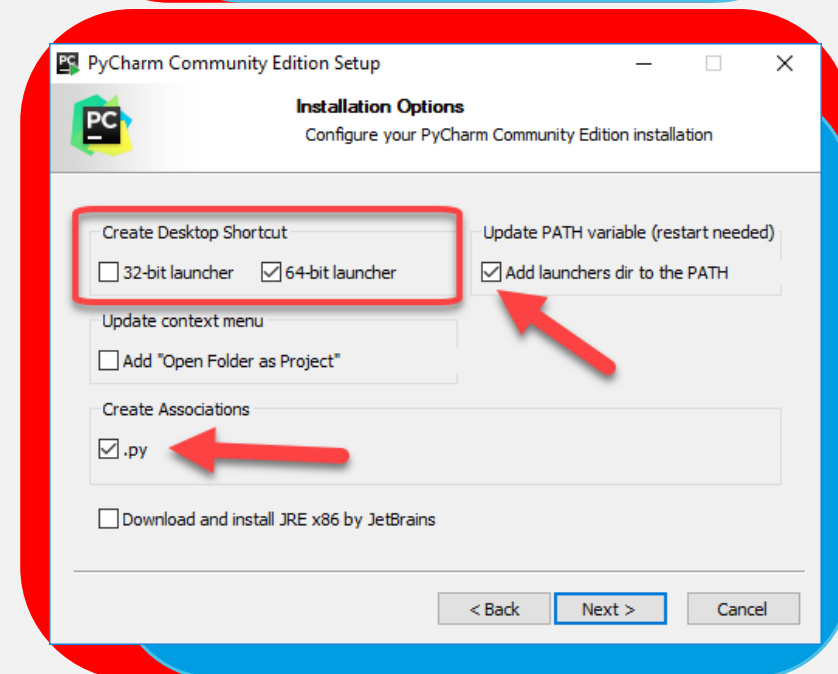 PC PyCharm Community Edition Setup
PC
Installation Options
Configure your PyCharm Community Edition installation
Create Desktop Shortcut
Update PATH variable (restart needed)
32-bit launcher
64-bit launcher
Add launchers dir to the PATH
Update context menu
Add "Open Folder as Project"
Create Associations
.py
Download and install JRE x86 by JetBrains
< Back
Next >
Cancel